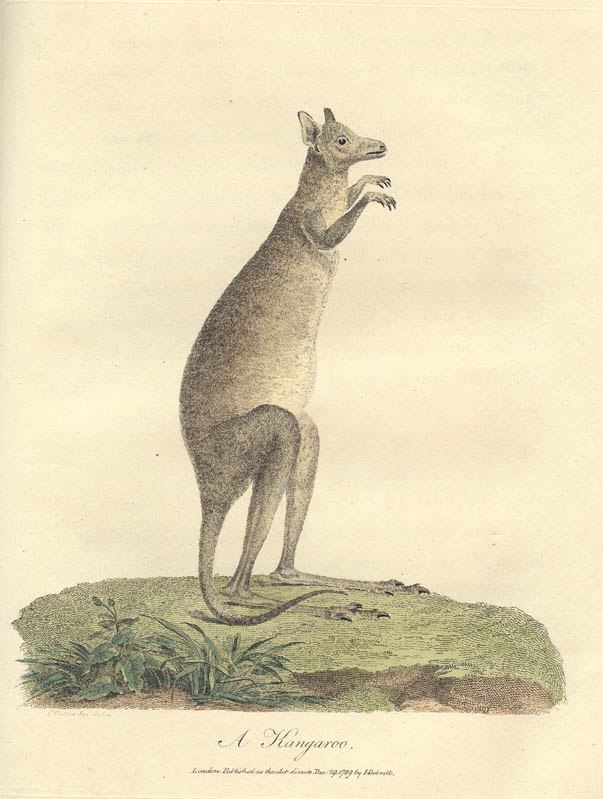 A Kangaroo.
London Published as the Act directs Dec. 29. 1789 by J Debrett.